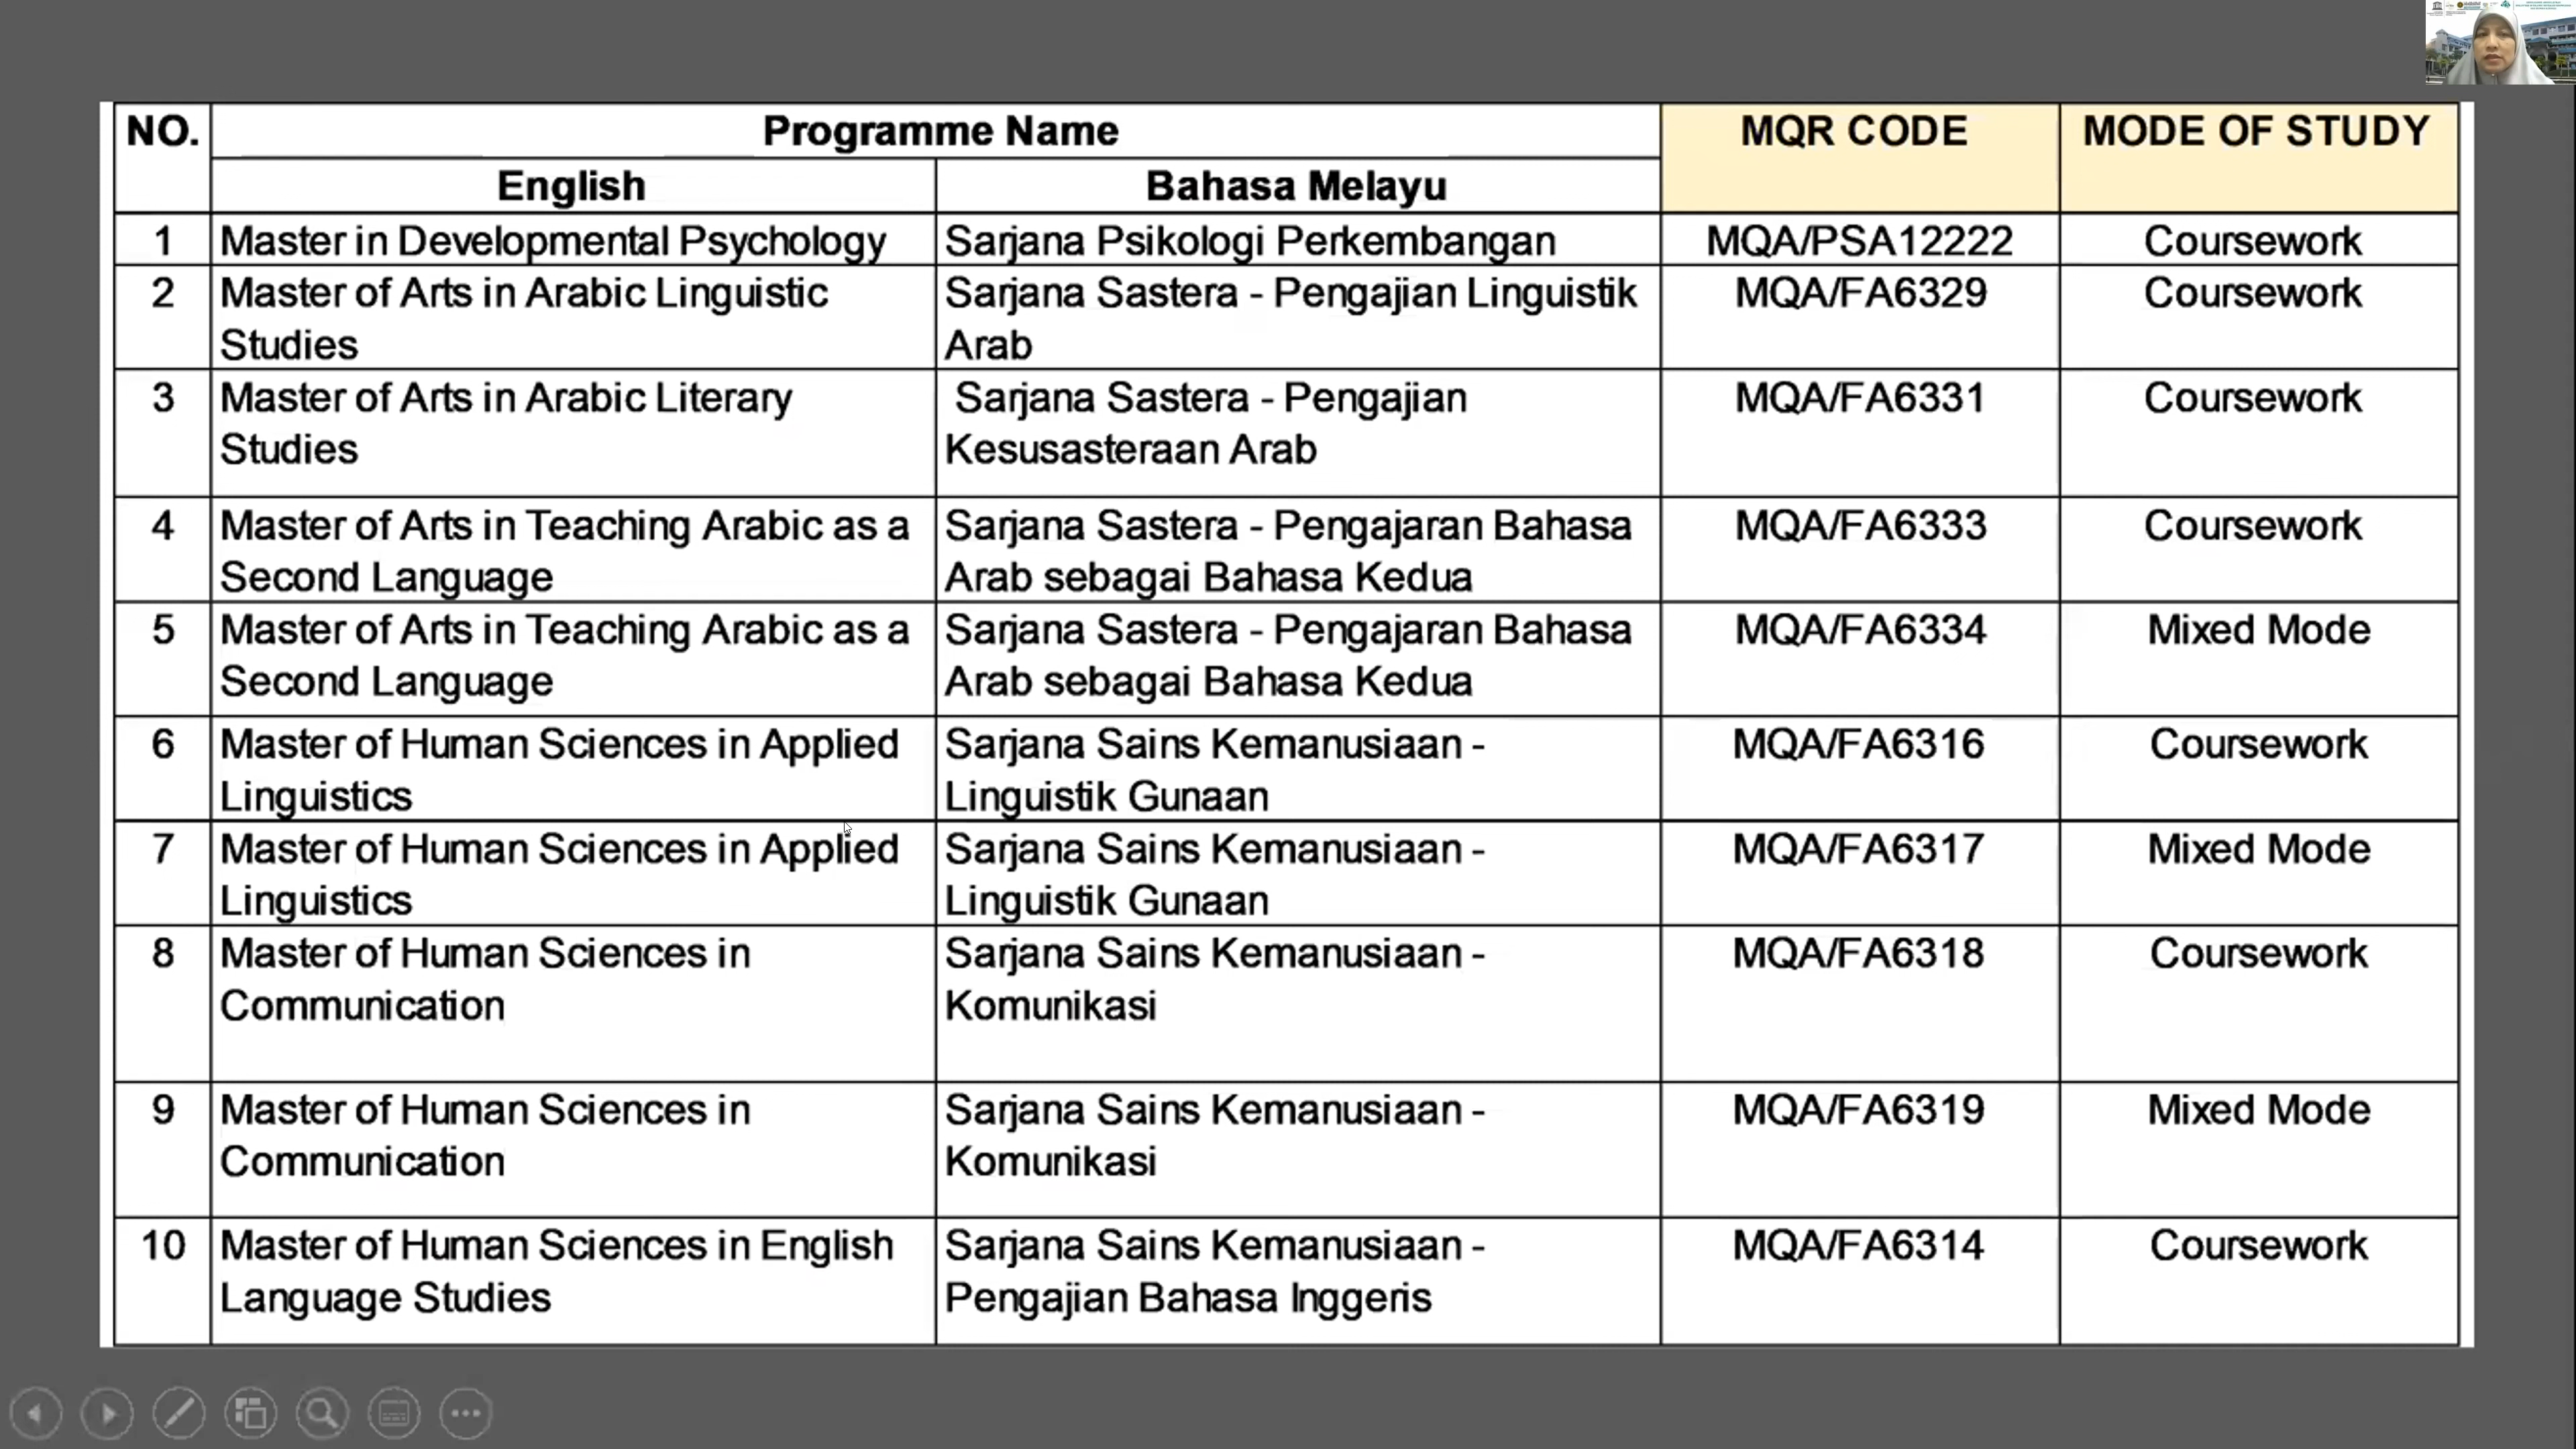 NO.
Programme Name
MQR CODE
MODE OF STUDY
English
Bahasa Melayu
1
Master in Developmental Psychology
Sarjana Psikologi Perkembangan
MQA/PSA12222
Coursework
2
Master of Arts in Arabic Linguistic
Studies
Sarjana Sastera - Pengajian Linguistik
Arab
MQA/FA6329
Coursework
3
Master of Arts in Arabic Literary
Studies
Sarjana Sastera - Pengajian
Kesusasteraan Arab
MQA/FA6331
Coursework
4
Master of Arts in Teaching Arabic as a
Second Language
Sarjana Sastera - Pengajaran Bahasa
Arab sebagai Bahasa Kedua
MQA/FA6333
Coursework
5
Master of Arts in Teaching Arabic as a
Second Language
Sarjana Sastera - Pengajaran Bahasa
Arab sebagai Bahasa Kedua
MQA/FA6334
Mixed Mode
6
Master of Human Sciences in Applied
Linguistics
Sarjana Sains Kemanusiaan -
Linguistik Gunaan
MQA/FA6316
Coursework
7
Master of Human Sciences in Applied
Linguistics
Sarjana Sains Kemanusiaan -
Linguistik Gunaan
MQA/FA6317
Mixed Mode
8
Master of Human Sciences in
Communication
Sarjana Sains Kemanusiaan -
Komunikasi
MQA/FA6318
Coursework
9
Master of Human Sciences in
Communication
Sarjana Sains Kemanusiaan -
Komunikasi
MQA/FA6319
Mixed Mode
10
Master of Human Sciences in English
Language Studies
Sarjana Sains Kemanusiaan -
Pengajian Bahasa Inggeris
MQA/FA6314
Coursework